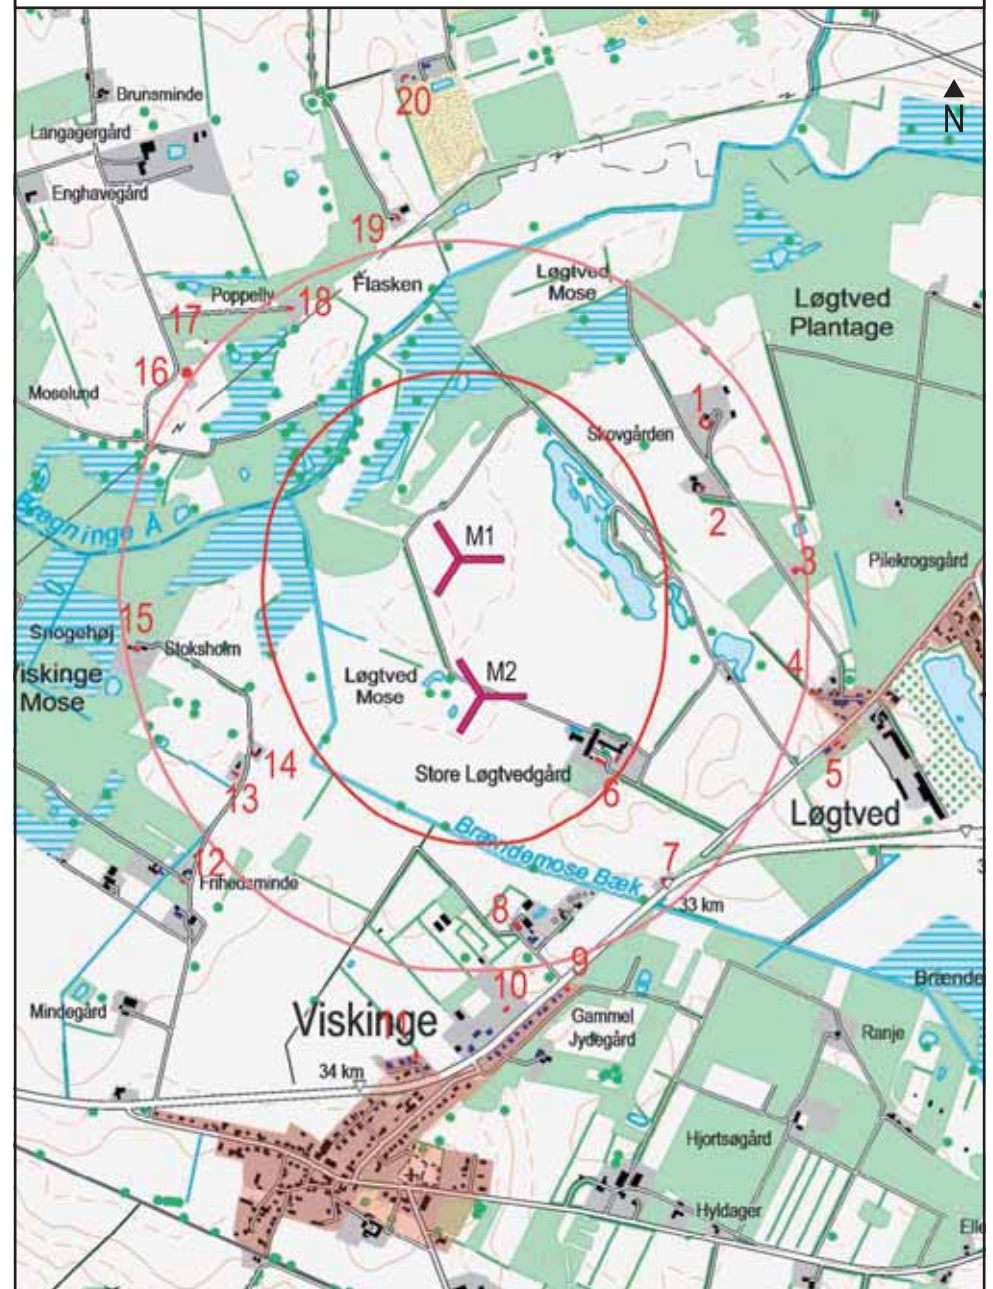 N
Brunsminde
20
Langagergård
Enghavegård
19
Flasken
Løgtved
Mose
Poppelly
18
17
Løgtved
Plantage
16
Moselund
1
Skovgården
2
Bregninge Å
M1
3
Pilekrogsgård
15
Snogehøj
Stoksholm
Viskinge
Mose
Løgtved
Mose
M2
4
14
Store Løgtvedgård
5
13
6
Løgtved
Brændemose Bæk
12
7
Frihedsminde
33 km
8
9
10
Brænde
Mindegård
Viskinge
Gammel
Jydegård
Ranje
34 km
Hjortsøgård
Hyldager
Elle